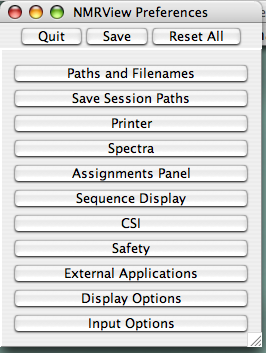 NMRView Preferences
Quit Save Reset All
Paths and Filenames
Save Session Paths
Printer
Spectra
Assignments Panel
Sequence Display
CSI
Safety
External Applications
Display Options
Input Options